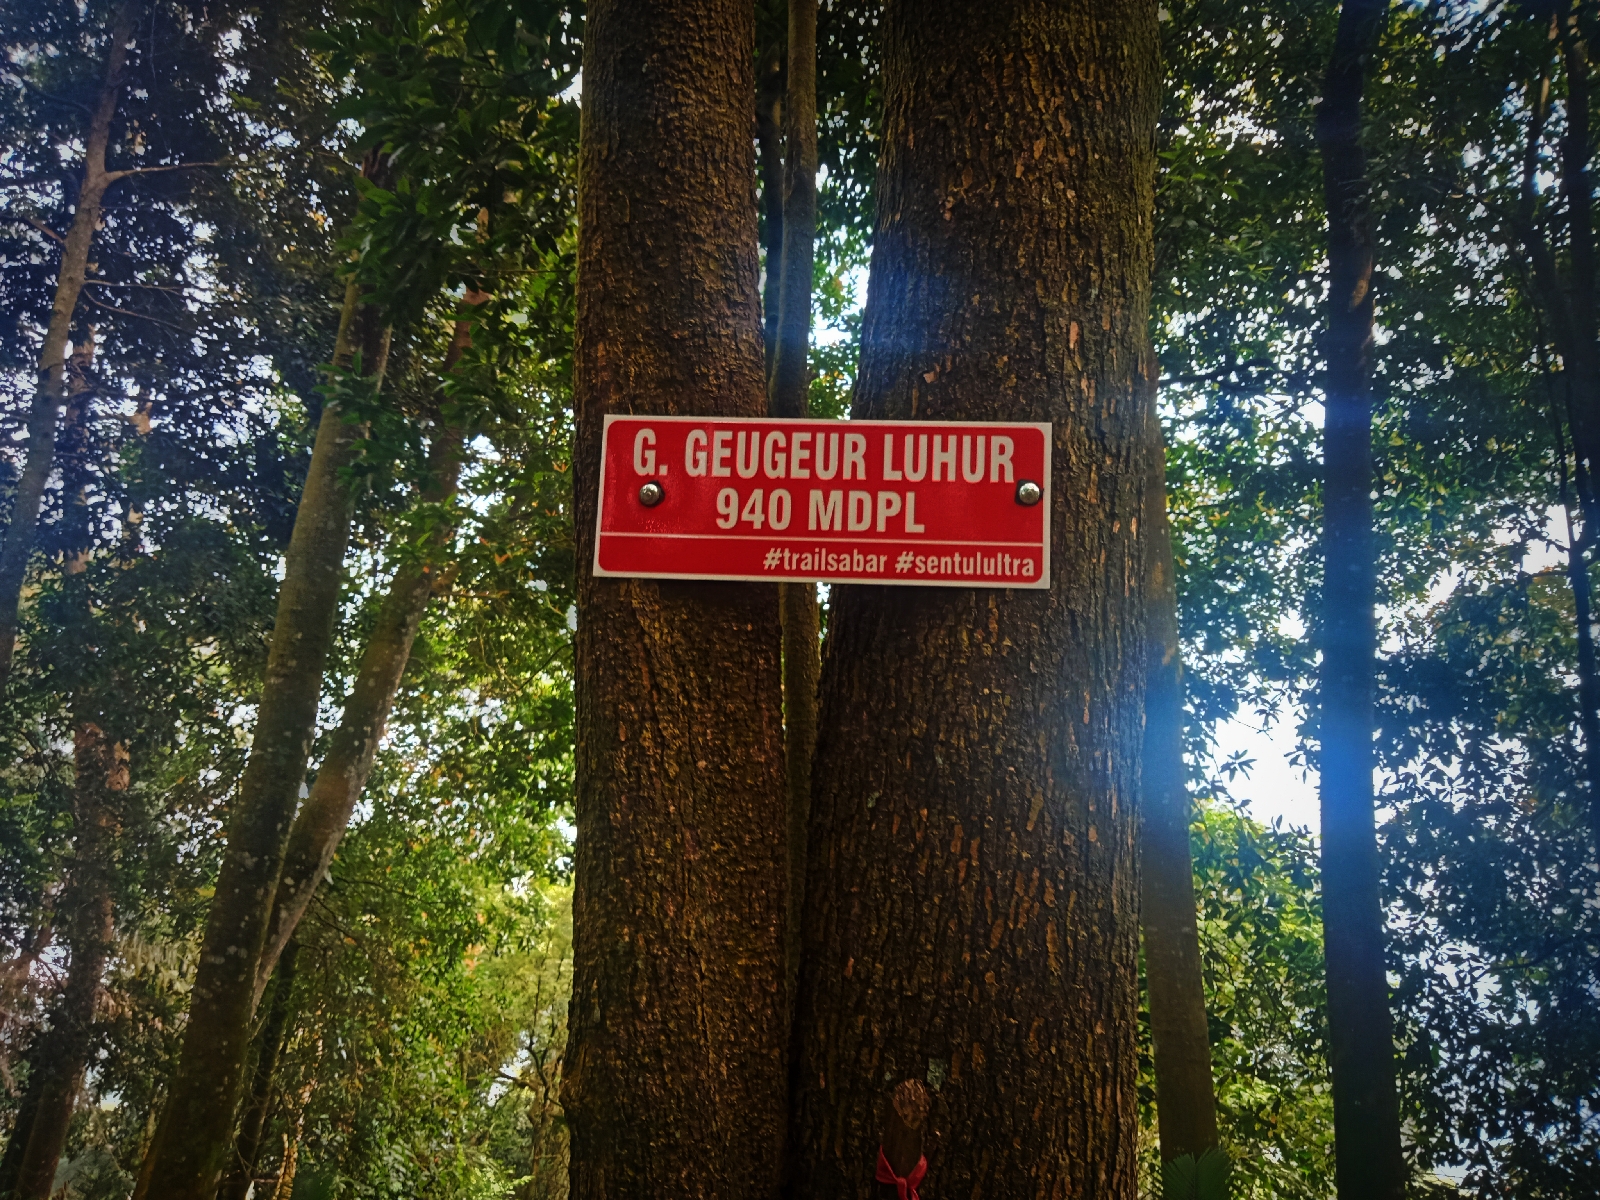 G. GEUGEUR LUHUR
940 MDPL
#trailsabar #sentulultra